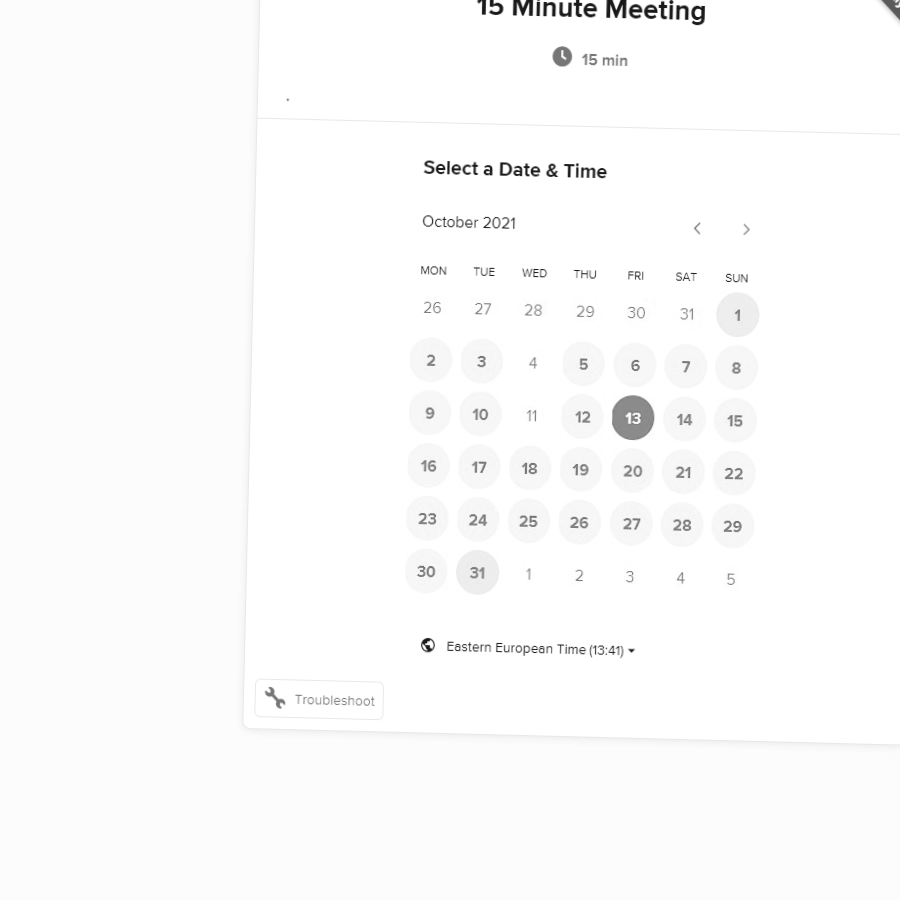 15 Minute Meeting
15 min
Select a Date & Time
October 2021
MON TUE WED THU FRI SAT SUN
26 27 28 29 30 31 1
2 3 4 5 6 7 8
9 10 11 12 13 14 15
16 17 18 19 20 21 22
23 24 25 26 27 28 29
30 31 1 2 3 4 5
Eastern European Time (13:41)
Troubleshoot